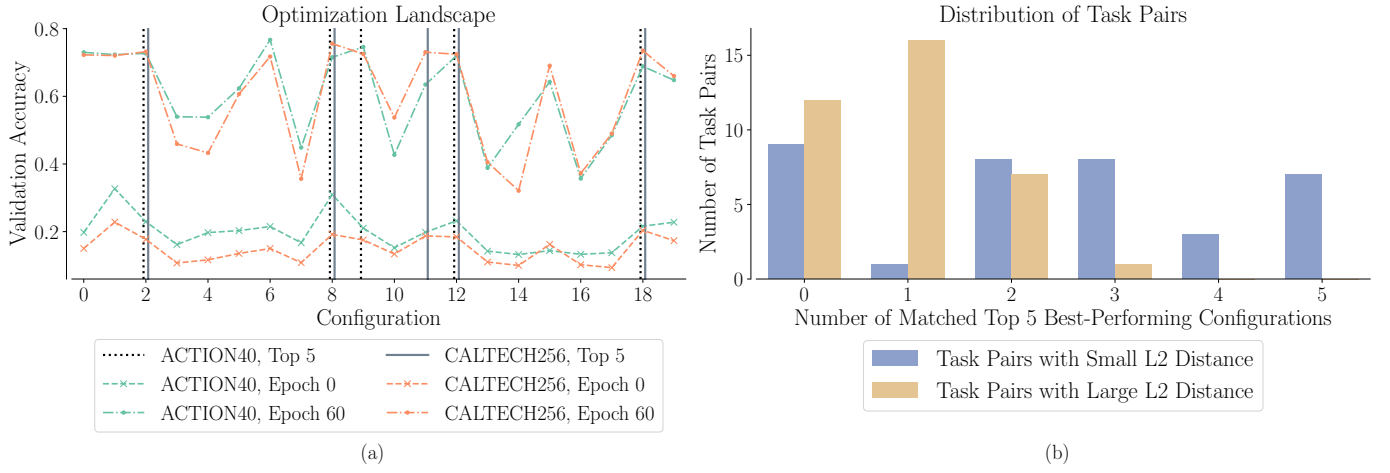 Optimization Landscape
Validation Accuracy
0.8
0.6
0.4
0.2
0 2 4 6 8 10 12 14 16 18
Configuration
ACTION40, Top 5
ACTION40, Epoch 0
ACTION40, Epoch 60
CALTECH256, Top 5
CALTECH256, Epoch 0
CALTECH256, Epoch 60
(a)
Distribution of Task Pairs
Number of Task Pairs
15
10
5
0
0 1 2 3 4 5
Number of Matched Top 5 Best-Performing Configurations
Task Pairs with Small L2 Distance
Task Pairs with Large L2 Distance
(b)